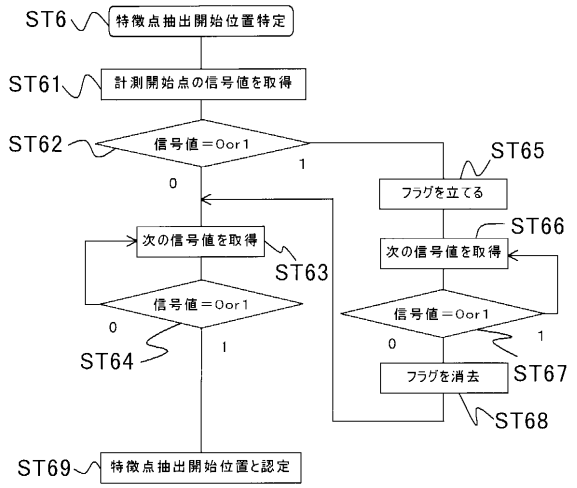 ST6
特徴点抽出開始位置特定
ST61
計測開始点の信号値を取得
ST62
信号値=0or1
0
1
ST65
フラグを立てる
ST66
次の信号値を取得
ST63
次の信号値を取得
信号値=0or1
0
1
ST64
信号値=0or1
0
1
ST67
フラグを消去
ST68
ST69
特徴点抽出開始位置と認定